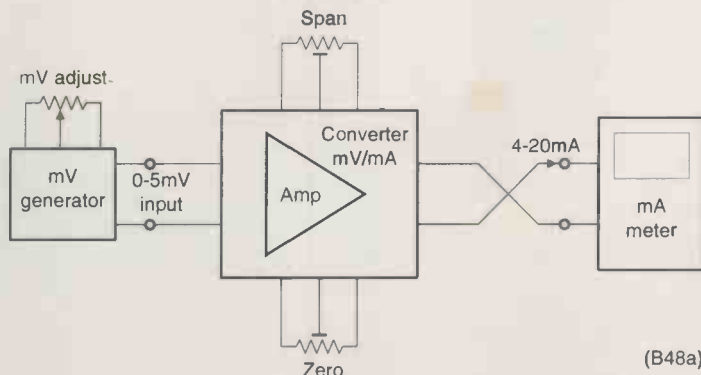 Span
mV adjust
Converter
mV/mA
4-20mA
mV
generator
0-5mV
input
Amp
mA
meter
Zero
(B48a)